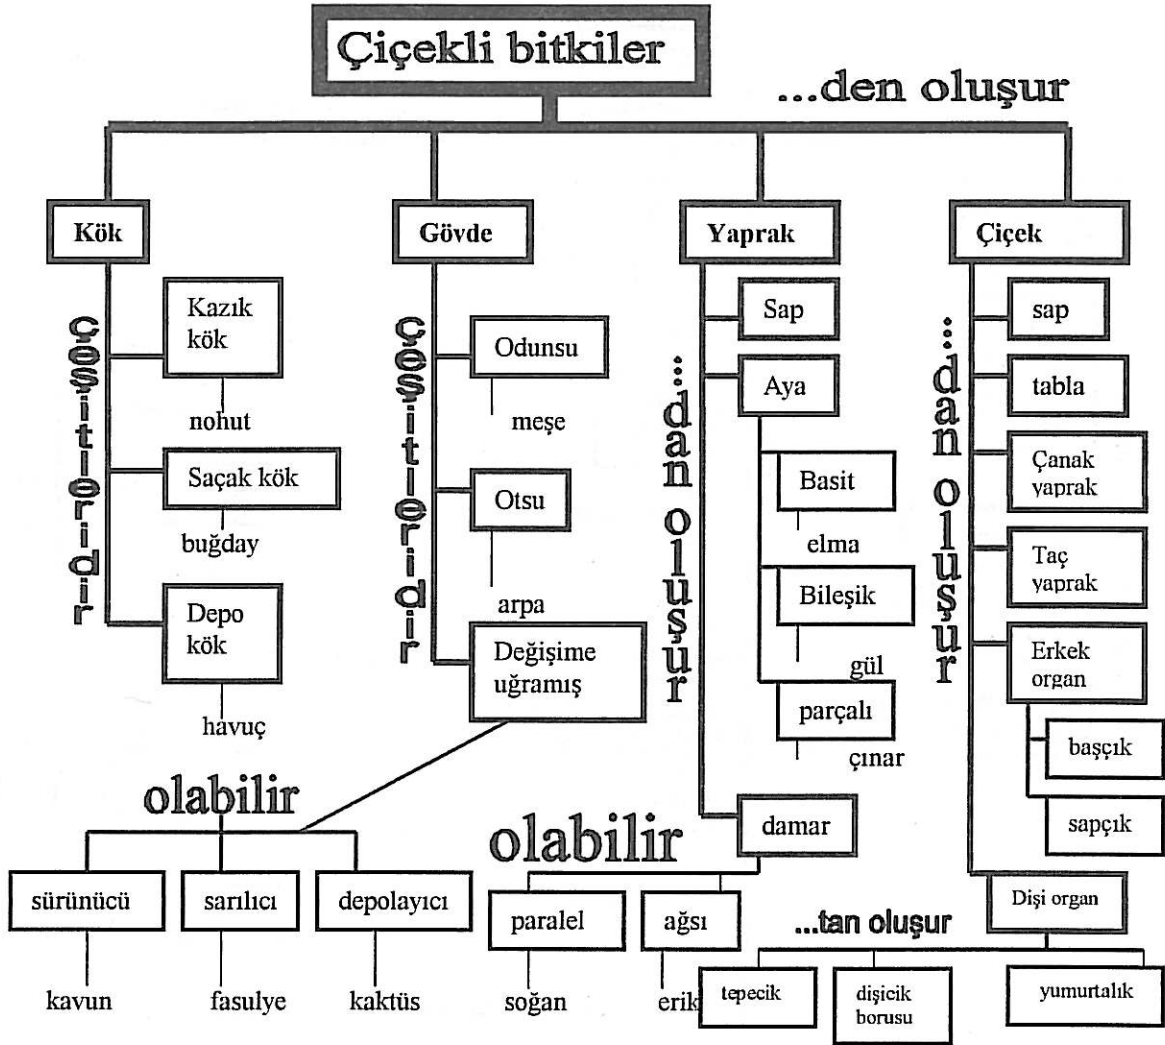 Çiçekli bitkiler
...den oluşur
Kök
Gövde
Yaprak
Çiçek
çeşitleridir
Kazık
kök
nohut
Saçak kök
buğday
Depo
kök
havuç
çeşitleridir
Odunsu
meşe
Otsu
arpa
Değişime
uğramış
olabilir
sürünücü
sarılıcı
depolayıcı
kavun
fasulye
kaktüs
...dan oluşur
Sap
Aya
Basit
elma
Bileşik
gül
parçalı
çınar
damar
olabilir
paralel
ağsı
soğan
erik
...dan oluşur
sap
tabla
Çanak
yaprak
Taç
yaprak
Erkek
organ
başçık
sapçık
Dişi organ
...tan oluşur
tepecik
dişicik
borusu
yumurtalık